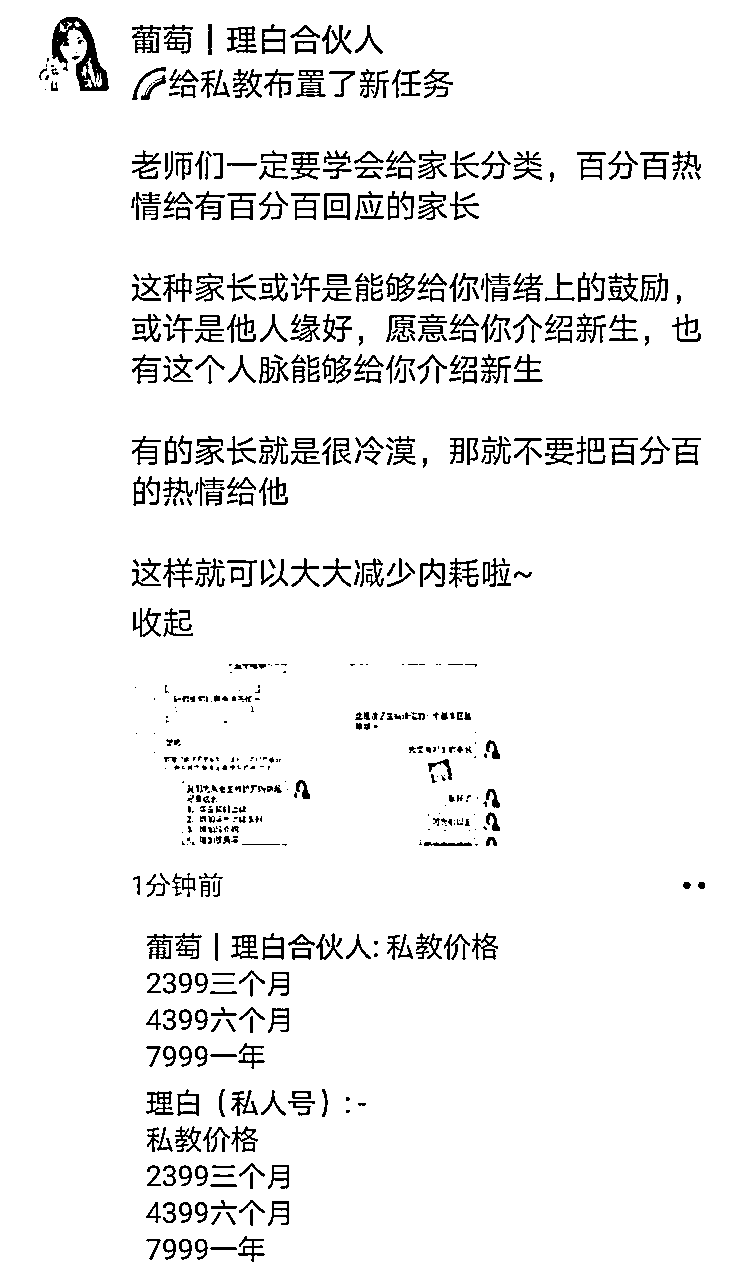 葡萄｜理白合伙人
给私教布置了新任务
老师们一定要学会给家长分类，百分百热
情给有百分百回应的家长
这种家长或许是能够给你情绪上的鼓励，
或许是他人缘好，愿意给你介绍新生，也
有这个人脉能够给你介绍新生
有的家长就是很冷漠，那就不要把百分百
的热情给他
这样就可以大大减少内耗啦~
收起
1分钟前
葡萄｜理白合伙人: 私教价格
2399三个月
4399六个月
7999一年
理白（私人号）: -
私教价格
2399三个月
4399六个月
7999一年